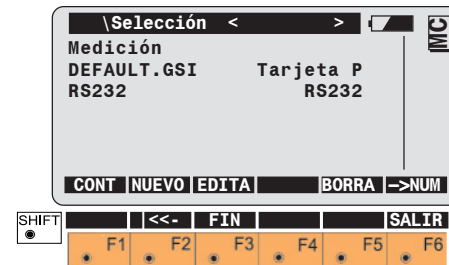 \Selección < >
MC
Medición
DEFAULT.GSI Tarjeta P
RS232 RS232
CONT NUEVO EDITA BORRA –>NUM
SHIFT <<- FIN SALIR
F1 F2 F3 F4 F5 F6